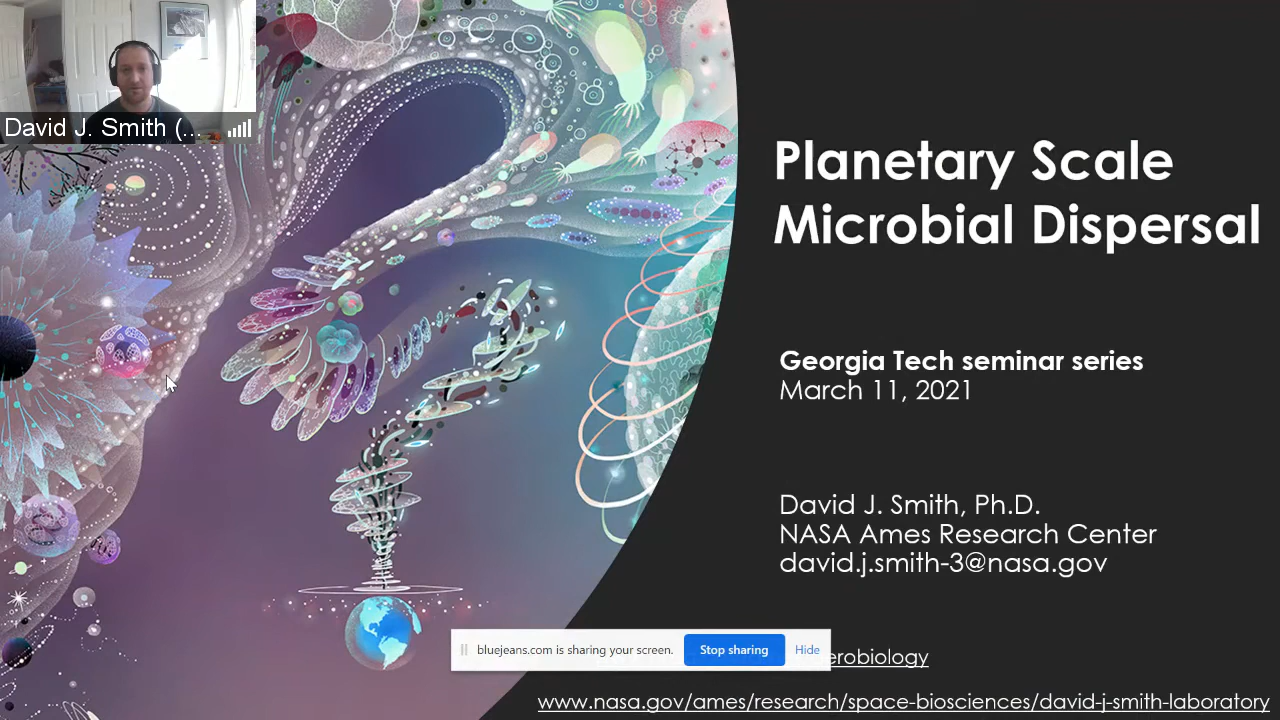 David J. Smith (...
Planetary Scale
Microbial Dispersal
Georgia Tech seminar series
March 11, 2021
David J. Smith, Ph.D.
NASA Ames Research Center
david.j.smith-3@nasa.gov
bluejeans.com is sharing your screen.
Stop sharing
Hide
erobiology
www.nasa.gov/ames/research/space-biosciences/david-j-smith-laboratory